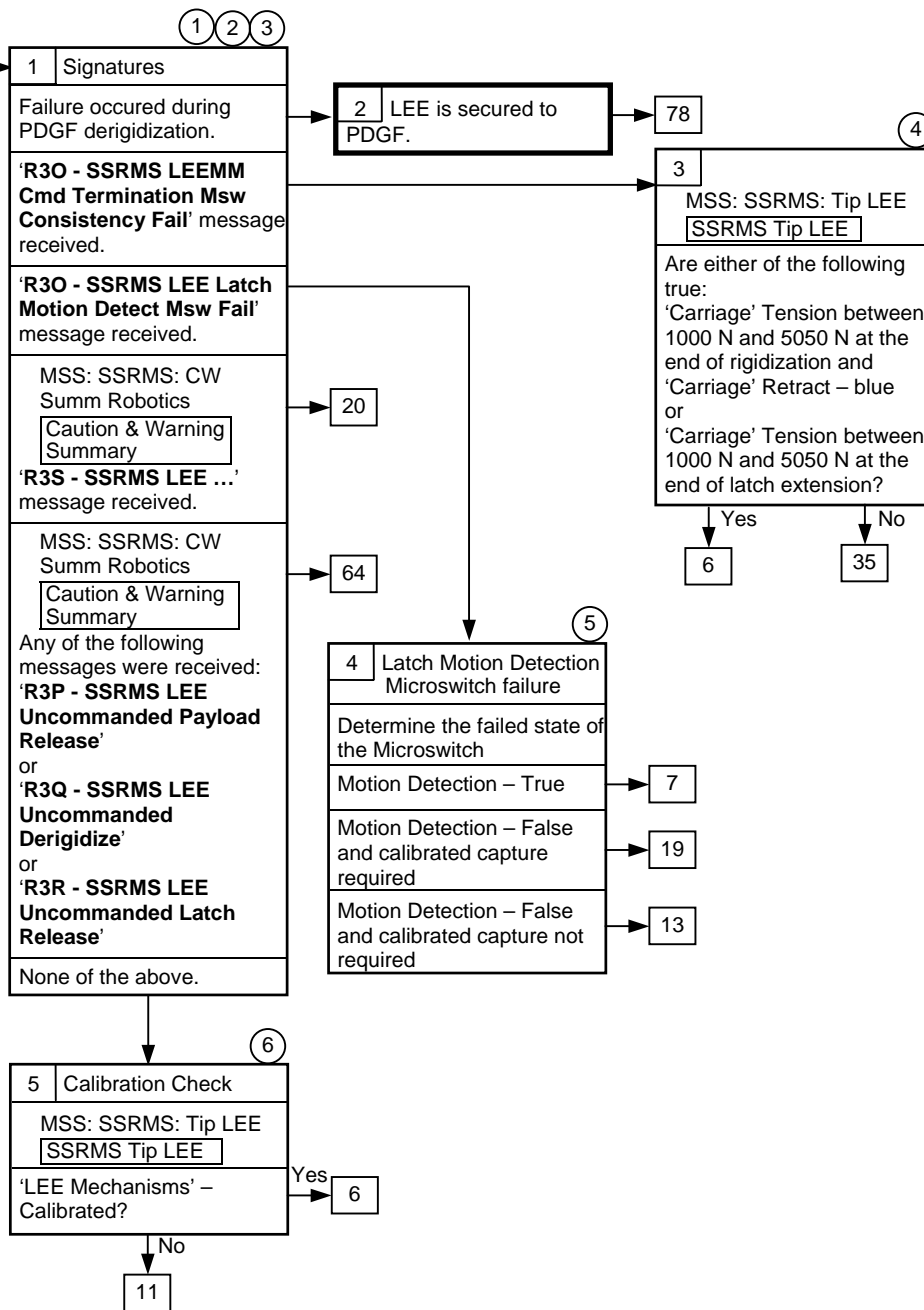 1 2 3
1 Signatures
Failure occured during
PDGF derigidization.
‘R3O - SSRMS LEEMM
Cmd Termination Msw
Consistency Fail’ message
received.
‘R3O - SSRMS LEE Latch
Motion Detect Msw Fail’
message received.
MSS: SSRMS: CW
Summ Robotics
Caution & Warning
Summary
‘R3S - SSRMS LEE …’
message received.
20
MSS: SSRMS: CW
Summ Robotics
Caution & Warning
Summary
Any of the following
messages were received:
‘R3P - SSRMS LEE
Uncommanded Payload
Release’
or
‘R3Q - SSRMS LEE
Uncommanded
Derigidize’
or
‘R3R - SSRMS LEE
Uncommanded Latch
Release’
64
None of the above.
2 LEE is secured to
PDGF.
78
4
3
MSS: SSRMS: Tip LEE
SSRMS Tip LEE
Are either of the following
true:
‘Carriage’ Tension between
1000 N and 5050 N at the
end of rigidization and
‘Carriage’ Retract – blue
or
‘Carriage’ Tension between
1000 N and 5050 N at the
end of latch extension?
Yes
No
6
35
5
4 Latch Motion Detection
Microswitch failure
Determine the failed state of
the Microswitch
Motion Detection – True
7
Motion Detection – False
and calibrated capture
required
19
Motion Detection – False
and calibrated capture not
required
13
6
5 Calibration Check
MSS: SSRMS: Tip LEE
SSRMS Tip LEE
‘LEE Mechanisms’ –
Calibrated?
Yes
6
No
11